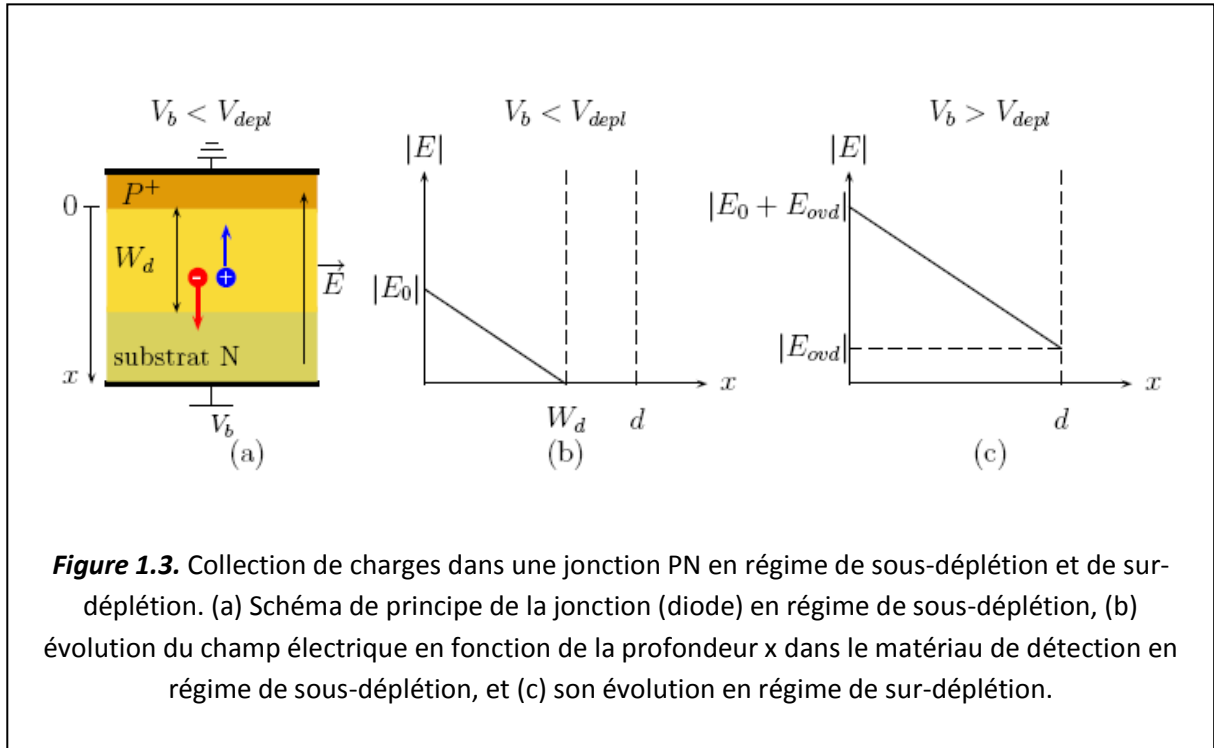 V_b < V_depl
P⁺
0
W_d
-
+
E⃗
substrat N
x
V_b
(a)
V_b < V_depl
|E|
|E_0|
x
W_d
d
(b)
V_b > V_depl
|E|
|E_0 + E_ovd|
|E_ovd|
x
d
(c)
Figure 1.3. Collection de charges dans une jonction PN en régime de sous-déplétion et de sur-
déplétion. (a) Schéma de principe de la jonction (diode) en régime de sous-déplétion, (b)
évolution du champ électrique en fonction de la profondeur x dans le matériau de détection en
régime de sous-déplétion, et (c) son évolution en régime de sur-déplétion.